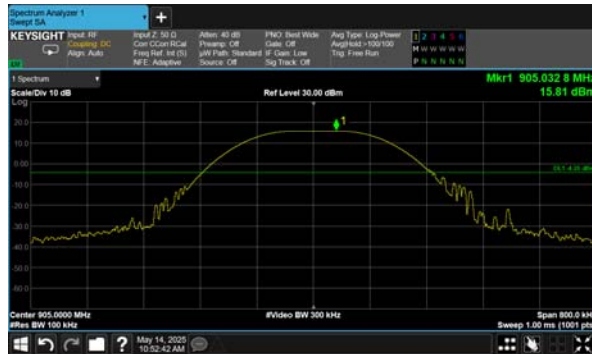 Spectrum Analyzer 1
Swept SA
+
KEYSIGHT
Input: RF
Coupling: DC
Align: Auto
Input Z: 50 Ω
Corr CCorr RCal
Freq Ref: Int (S)
NFE: Adaptive
Atten: 40 dB
Preamp: Off
µW Path: Standard
Source: Off
PNO: Best Wide
Gate: Off
IF Gain: Low
Sig Track: Off
Avg Type: Log-Power
Avg|Hold >100/100
Trig: Free Run
1 2 3 4 5 6
M W W W W W
P N N N N N
1 Spectrum
Scale/Div 10 dB
Ref Level 30.00 dBm
Mkr1 905.032 8 MHz
15.81 dBm
Log
20.0
10.0
0.00
-10.0
-20.0
-30.0
-40.0
-50.0
-60.0
1
Center 905.0000 MHz
#Res BW 100 kHz
#Video BW 300 kHz
Span 800.0 kHz
Sweep 1.00 ms (1001 pts)
?
May 14, 2025
10:52:42 AM